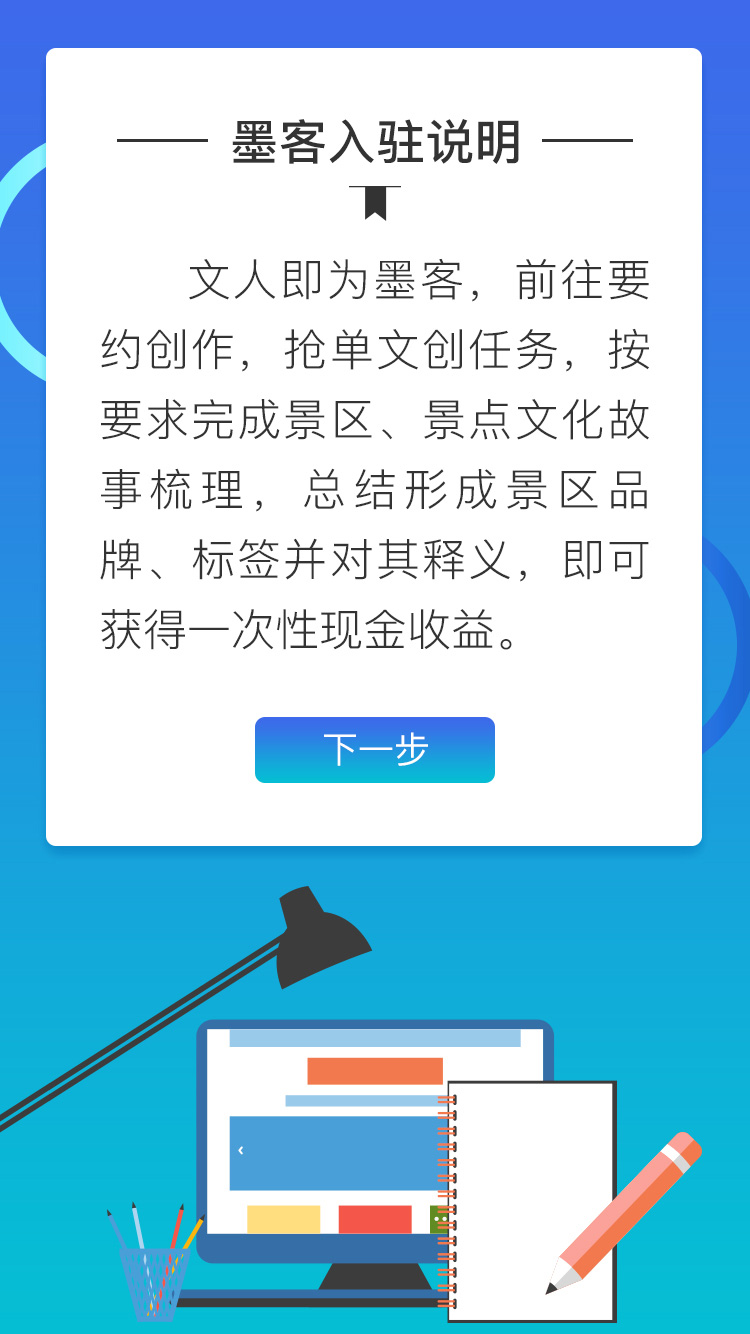 墨客入驻说明
文人即为墨客，前往要
约创作，抢单文创任务，按
要求完成景区、景点文化故
事梳理，总结形成景区品
牌、标签并对其释义，即可
获得一次性现金收益。
下一步